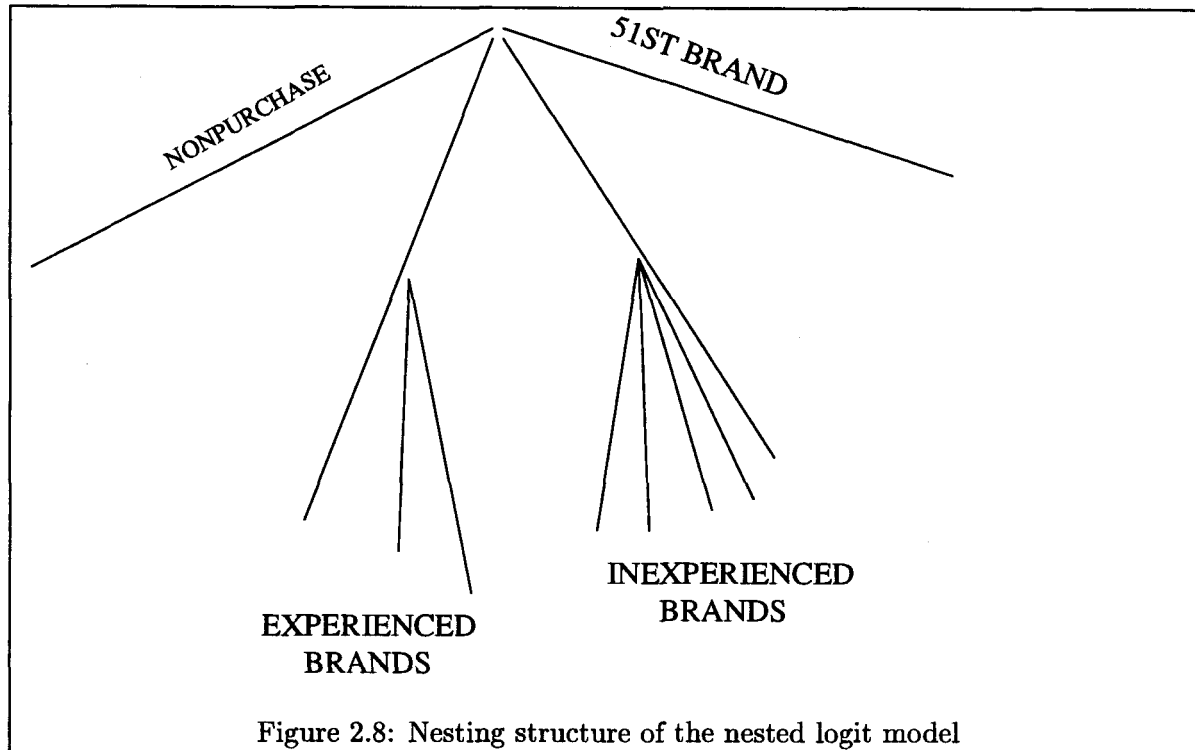 NONPURCHASE
51ST BRAND
EXPERIENCED
BRANDS
INEXPERIENCED
BRANDS
Figure 2.8: Nesting structure of the nested logit model